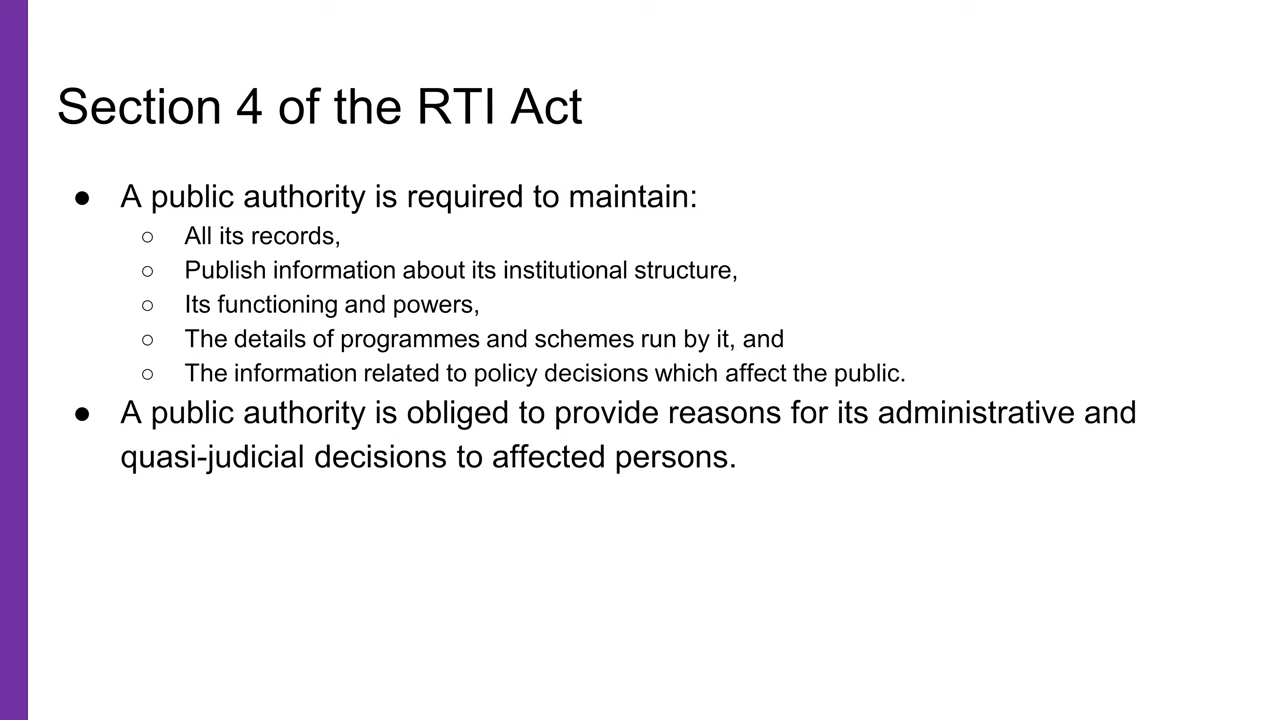 Section 4 of the RTI Act
● A public authority is required to maintain:
○ All its records,
○ Publish information about its institutional structure,
○ Its functioning and powers,
○ The details of programmes and schemes run by it, and
○ The information related to policy decisions which affect the public.
● A public authority is obliged to provide reasons for its administrative and
quasi-judicial decisions to affected persons.